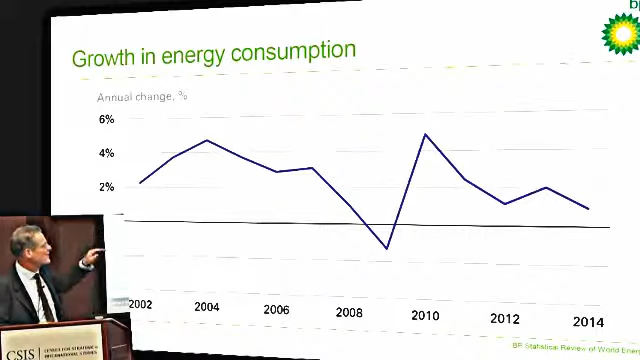 bp
Growth in energy consumption
Annual change, %
6%
4%
2%
2002 2004 2006 2008 2010 2012 2014
CSIS CENTER FOR STRATEGIC &
INTERNATIONAL STUDIES
BP Statistical Review of World Ener